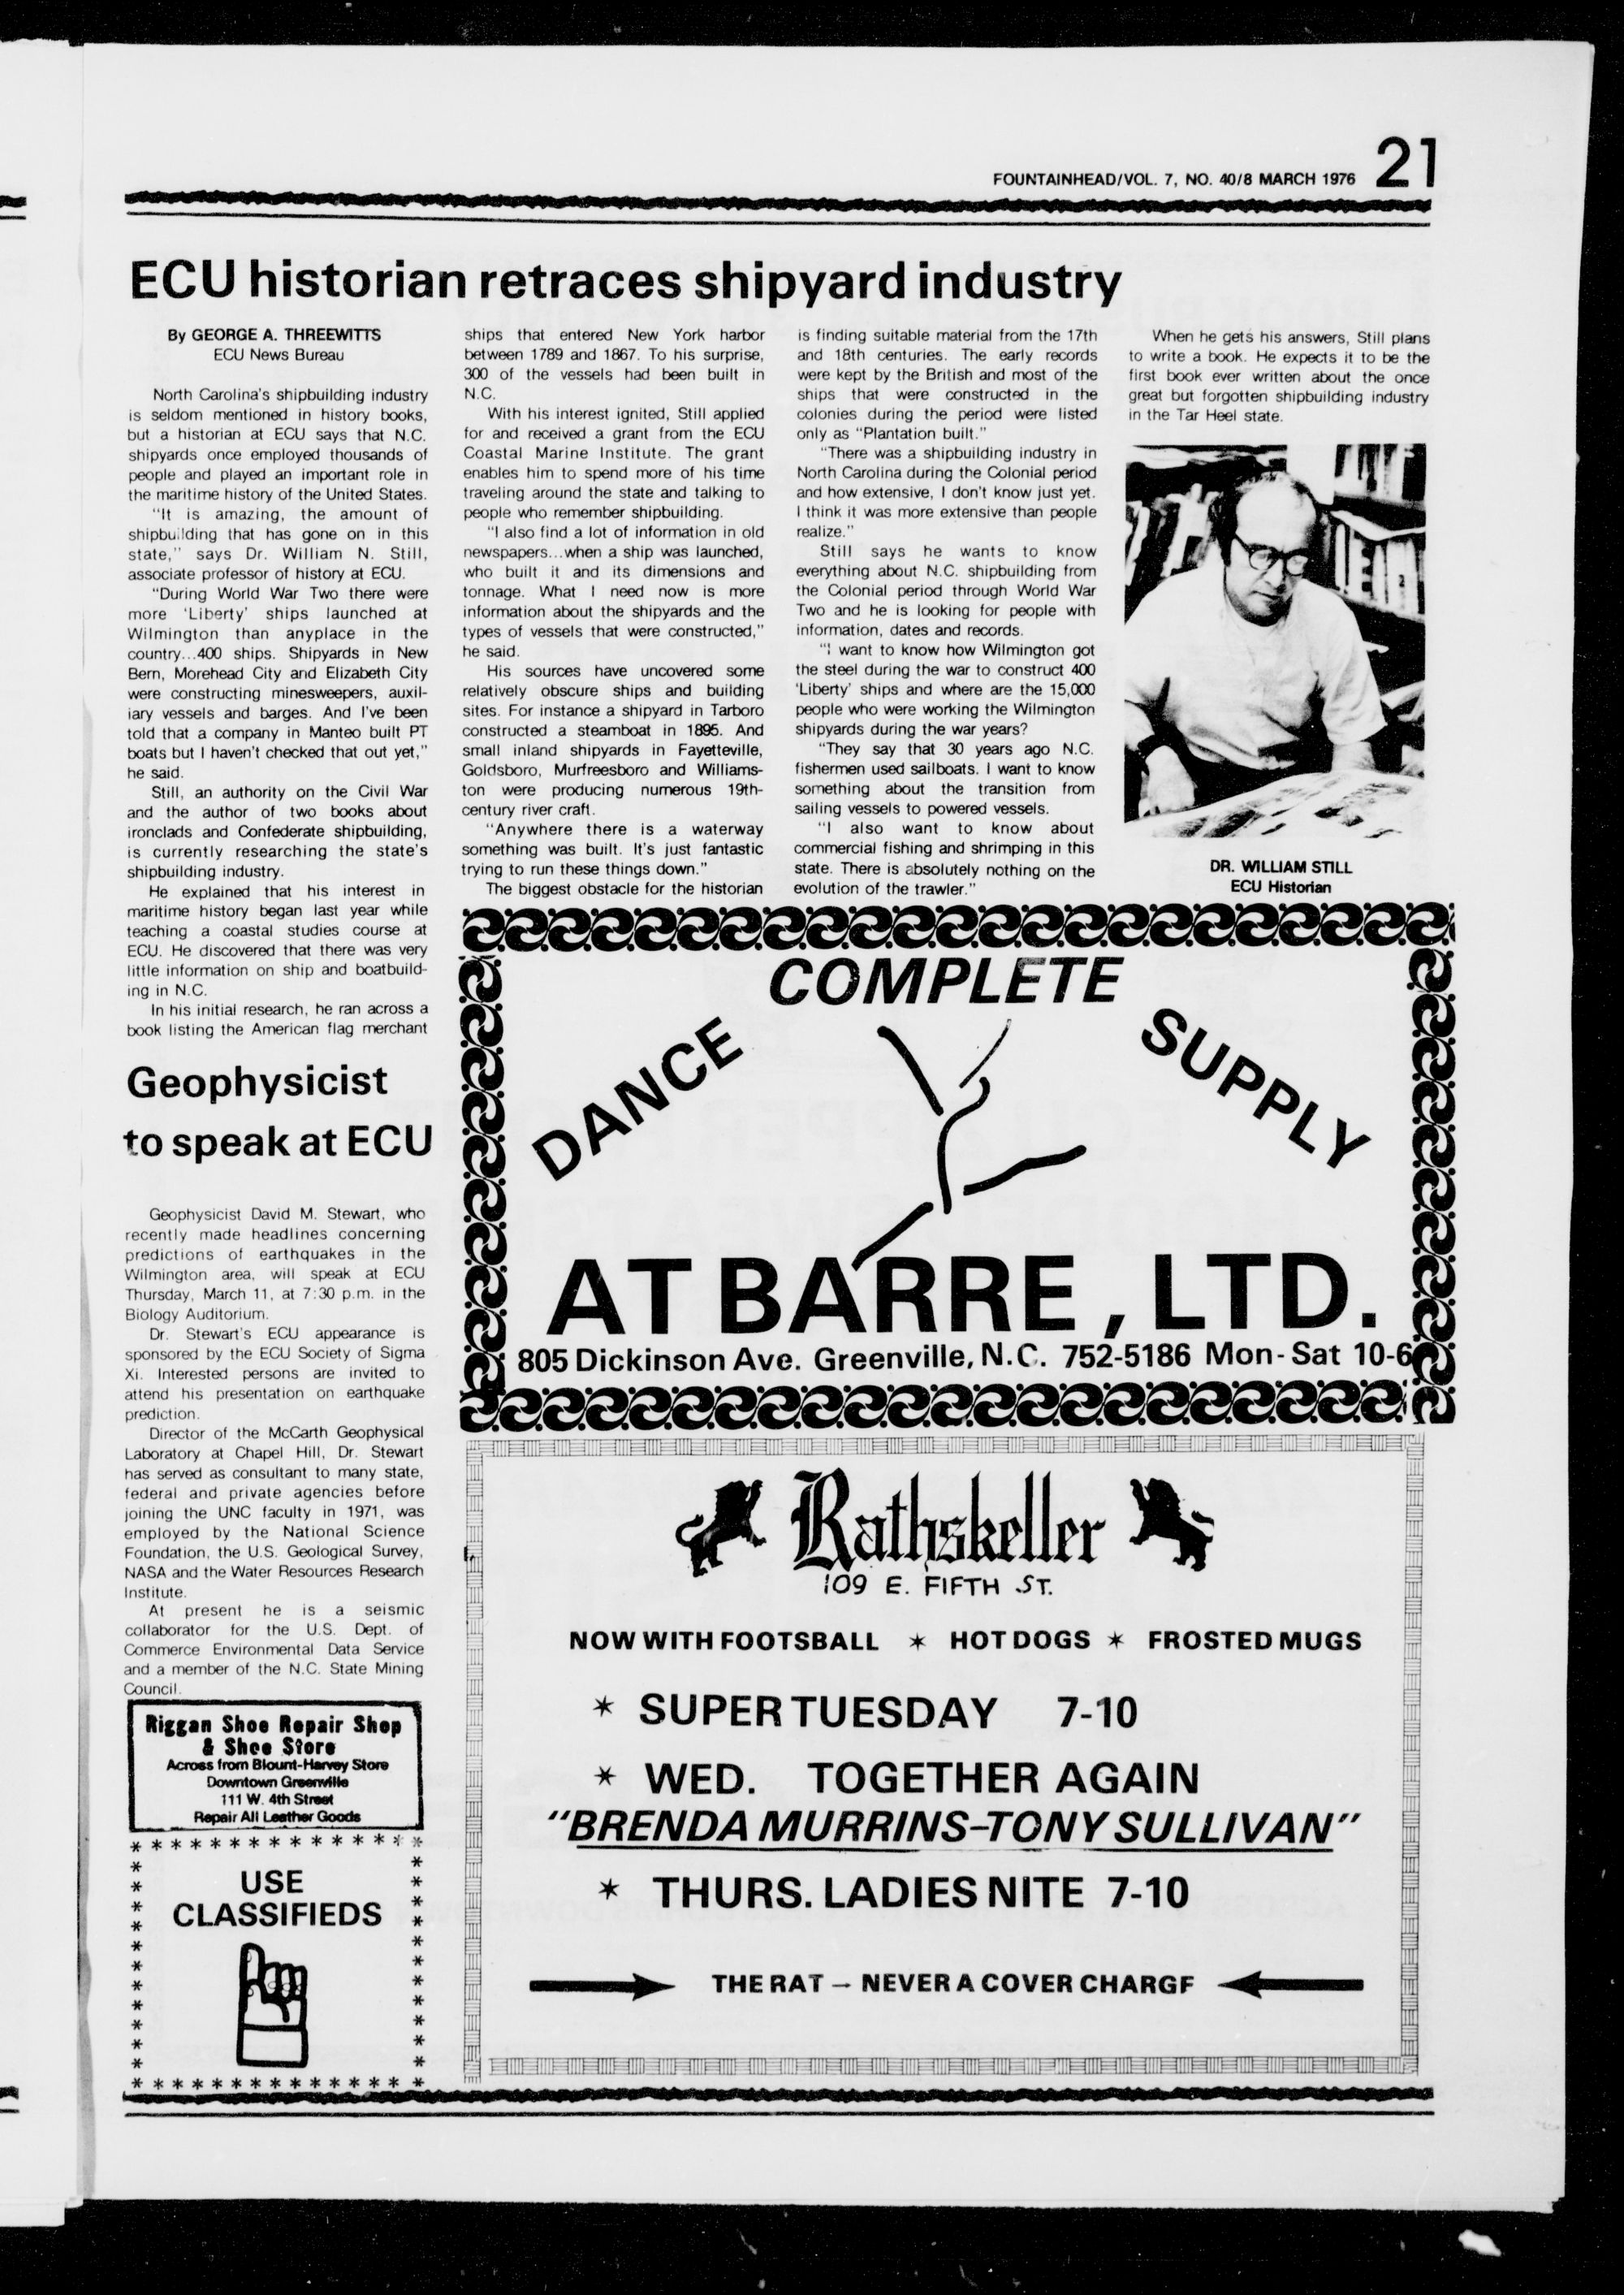 FOUNTAINHEAD/VOL. 7, NO. 40/8 MARCH 1976 21
ECU historian retraces shipyard industry
By GEORGE A. THREEWITTS
ECU News Bureau
North Carolina's shipbuilding industry
is seldom mentioned in history books,
but a historian at ECU says that N.C.
shipyards once employed thousands of
people and played an important role in
the maritime history of the United States.
"It is amazing, the amount of
shipbuilding that has gone on in this
state," says Dr. William N. Still,
associate professor of history at ECU.
"During World War Two there were
more 'Liberty' ships launched at
Wilmington than anyplace in the
country...400 ships. Shipyards in New
Bern, Morehead City and Elizabeth City
were constructing minesweepers, auxil-
iary vessels and barges. And I've been
told that a company in Manteo built PT
boats but I haven't checked that out yet,"
he said.
Still, an authority on the Civil War
and the author of two books about
ironclads and Confederate shipbuilding,
is currently researching the state's
shipbuilding industry.
He explained that his interest in
maritime history began last year while
teaching a coastal studies course at
ECU. He discovered that there was very
little information on ship and boatbuild-
ing in N.C.
In his initial research, he ran across a
book listing the American flag merchant
ships that entered New York harbor
between 1789 and 1867. To his surprise,
300 of the vessels had been built in
N.C.
With his interest ignited, Still applied
for and received a grant from the ECU
Coastal Marine Institute. The grant
enables him to spend more of his time
traveling around the state and talking to
people who remember shipbuilding.
"I also find a lot of information in old
newspapers...when a ship was launched,
who built it and its dimensions and
tonnage. What I need now is more
information about the shipyards and the
types of vessels that were constructed,"
he said.
His sources have uncovered some
relatively obscure ships and building
sites. For instance a shipyard in Tarboro
constructed a steamboat in 1895. And
small inland shipyards in Fayetteville,
Goldsboro, Murfreesboro and Williams-
ton were producing numerous 19th-
century river craft.
"Anywhere there is a waterway
something was built. It's just fantastic
trying to run these things down."
The biggest obstacle for the historian
is finding suitable material from the 17th
and 18th centuries. The early records
were kept by the British and most of the
ships that were constructed in the
colonies during the period were listed
only as "Plantation built."
"There was a shipbuilding industry in
North Carolina during the Colonial period
and how extensive, I don't know just yet.
I think it was more extensive than people
realize."
Still says he wants to know
everything about N.C. shipbuilding from
the Colonial period through World War
Two and he is looking for people with
information, dates and records.
"I want to know how Wilmington got
the steel during the war to construct 400
'Liberty' ships and where are the 15,000
people who were working the Wilmington
shipyards during the war years?
"They say that 30 years ago N.C.
fishermen used sailboats. I want to know
something about the transition from
sailing vessels to powered vessels.
"I also want to know about
commercial fishing and shrimping in this
state. There is absolutely nothing on the
evolution of the trawler."
When he gets his answers, Still plans
to write a book. He expects it to be the
first book ever written about the once
great but forgotten shipbuilding industry
in the Tar Heel state.
DR. WILLIAM STILL
ECU Historian
Geophysicist
to speak at ECU
Geophysicist David M. Stewart, who
recently made headlines concerning
predictions of earthquakes in the
Wilmington area, will speak at ECU
Thursday, March 11, at 7:30 p.m. in the
Biology Auditorium.
Dr. Stewart's ECU appearance is
sponsored by the ECU Society of Sigma
Xi. Interested persons are invited to
attend his presentation on earthquake
prediction.
Director of the McCarth Geophysical
Laboratory at Chapel Hill, Dr. Stewart
has served as consultant to many state,
federal and private agencies before
joining the UNC faculty in 1971, was
employed by the National Science
Foundation, the U.S. Geological Survey,
NASA and the Water Resources Research
Institute.
At present he is a seismic
collaborator for the U.S. Dept. of
Commerce Environmental Data Service
and a member of the N.C. State Mining
Council.
Riggan Shoe Repair Shop
& Shoe Store
Across from Blount-Harvey Store
Downtown Greenville
111 W. 4th Street
Repair All Leather Goods
USE
CLASSIFIEDS
COMPLETE
DANCE SUPPLY
AT BARRE, LTD.
805 Dickinson Ave. Greenville, N.C. 752-5186 Mon-Sat 10-6
Rathskeller
109 E. FIFTH ST.
NOW WITH FOOTSBALL * HOT DOGS * FROSTED MUGS
* SUPER TUESDAY 7-10
* WED. TOGETHER AGAIN
"BRENDA MURRINS-TONY SULLIVAN"
* THURS. LADIES NITE 7-10
THE RAT - NEVER A COVER CHARGE